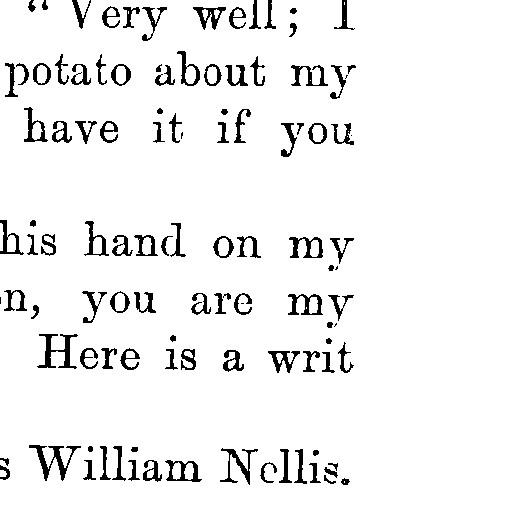 “Very well; I
potato about my
have it if you
his hand on my
n, you are my
Here is a writ
s William Nellis.